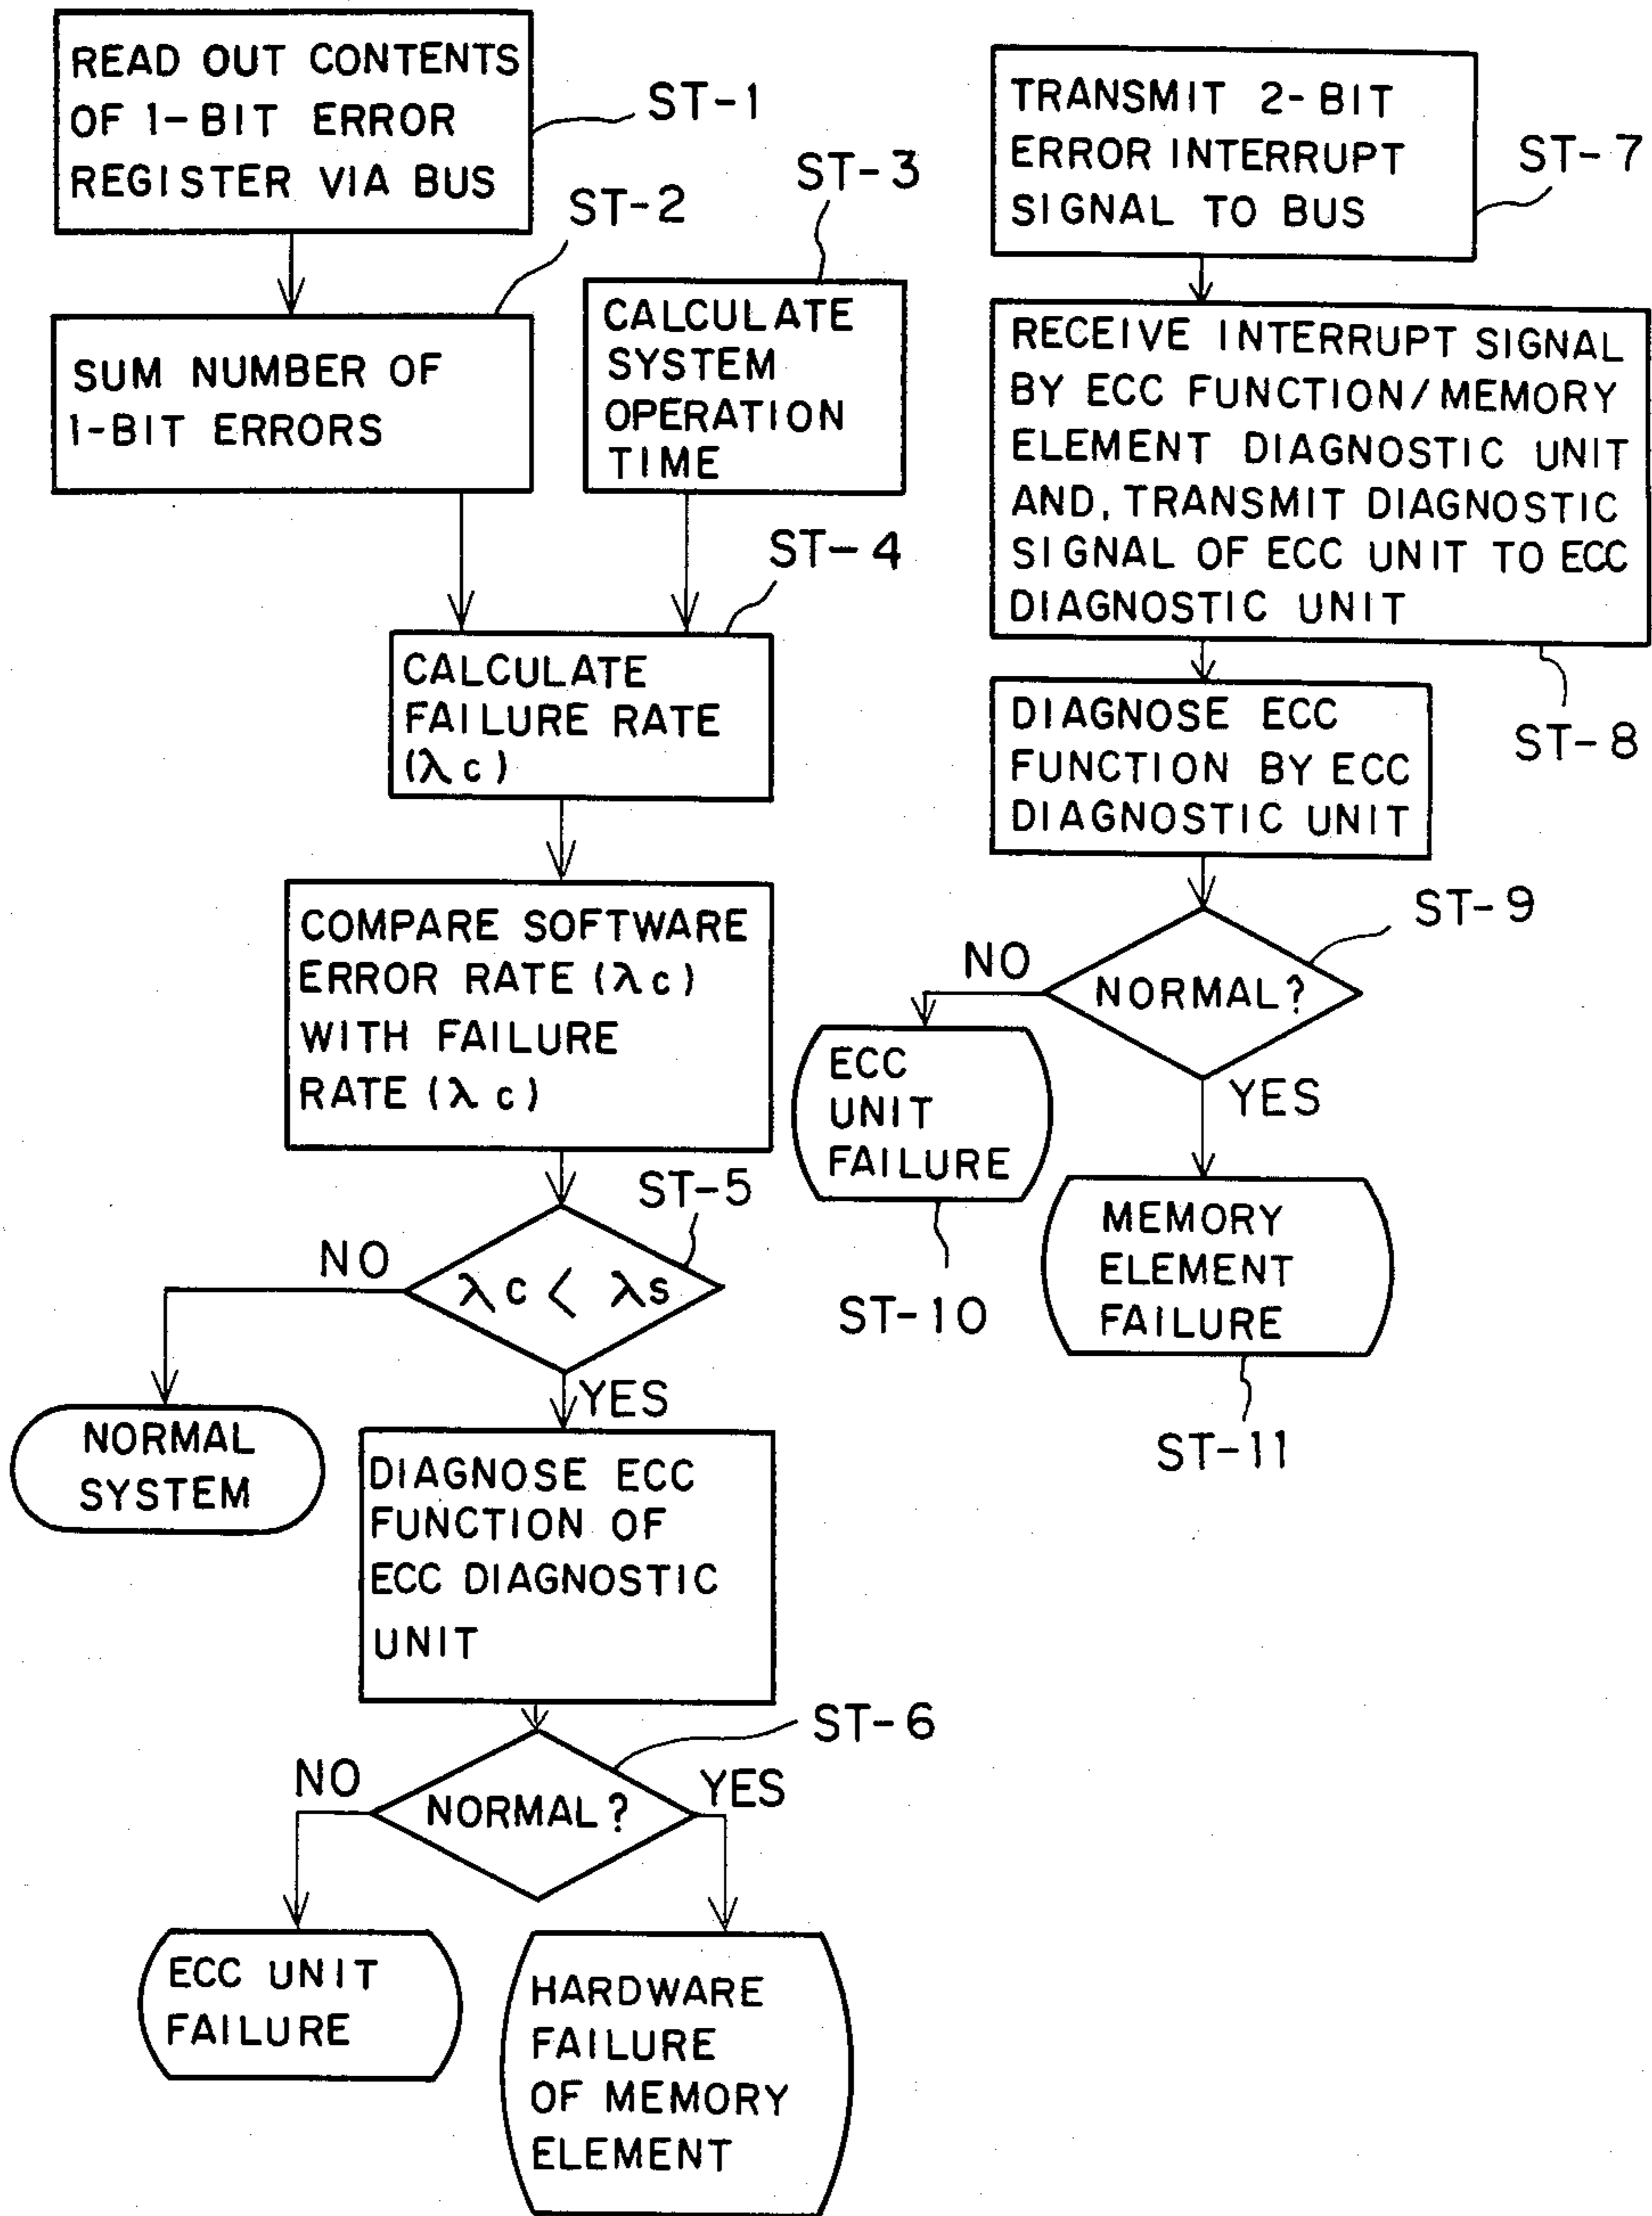 READ OUT CONTENTS
OF 1-BIT ERROR
REGISTER VIA BUS
ST-1
SUM NUMBER OF
1-BIT ERRORS
ST-2
CALCULATE
SYSTEM
OPERATION
TIME
ST-3
CALCULATE
FAILURE RATE
(λc)
ST-4
COMPARE SOFTWARE
ERROR RATE (λc)
WITH FAILURE
RATE (λc)
ST-5
λc < λs
NO
YES
NORMAL
SYSTEM
DIAGNOSE ECC
FUNCTION OF
ECC DIAGNOSTIC
UNIT
ST-6
NORMAL?
NO
YES
ECC UNIT
FAILURE
HARDWARE
FAILURE
OF MEMORY
ELEMENT
TRANSMIT 2-BIT
ERROR INTERRUPT
SIGNAL TO BUS
ST-7
RECEIVE INTERRUPT SIGNAL
BY ECC FUNCTION/MEMORY
ELEMENT DIAGNOSTIC UNIT
AND, TRANSMIT DIAGNOSTIC
SIGNAL OF ECC UNIT TO ECC
DIAGNOSTIC UNIT
ST-8
DIAGNOSE ECC
FUNCTION BY ECC
DIAGNOSTIC UNIT
ST-9
NORMAL?
NO
YES
ECC
UNIT
FAILURE
ST-10
MEMORY
ELEMENT
FAILURE
ST-11